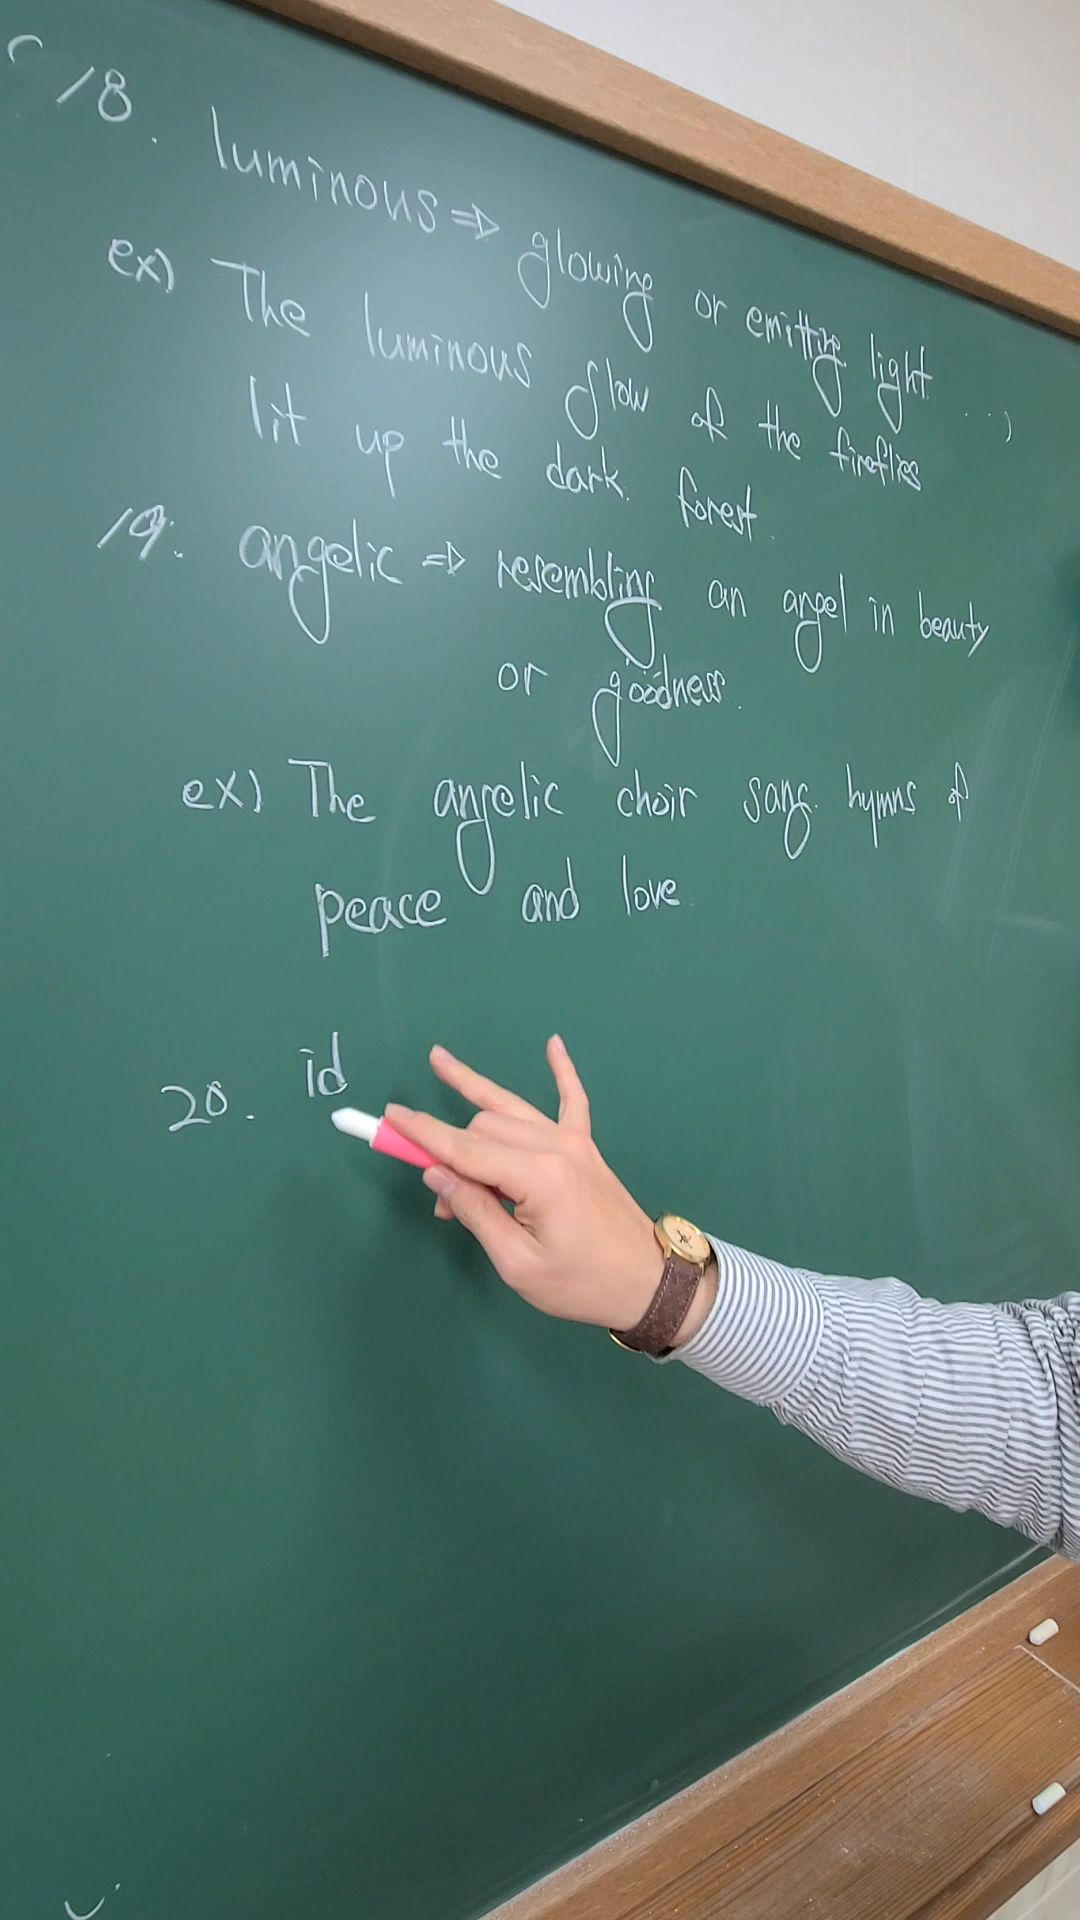 18. luminous ⇒ glowing or emitting light
ex) The luminous glow of the fireflies
lit up the dark forest.
19. angelic ⇒ resembling an angel in beauty
or goodness.
ex) The angelic choir sang hymns of
peace and love.
20. id